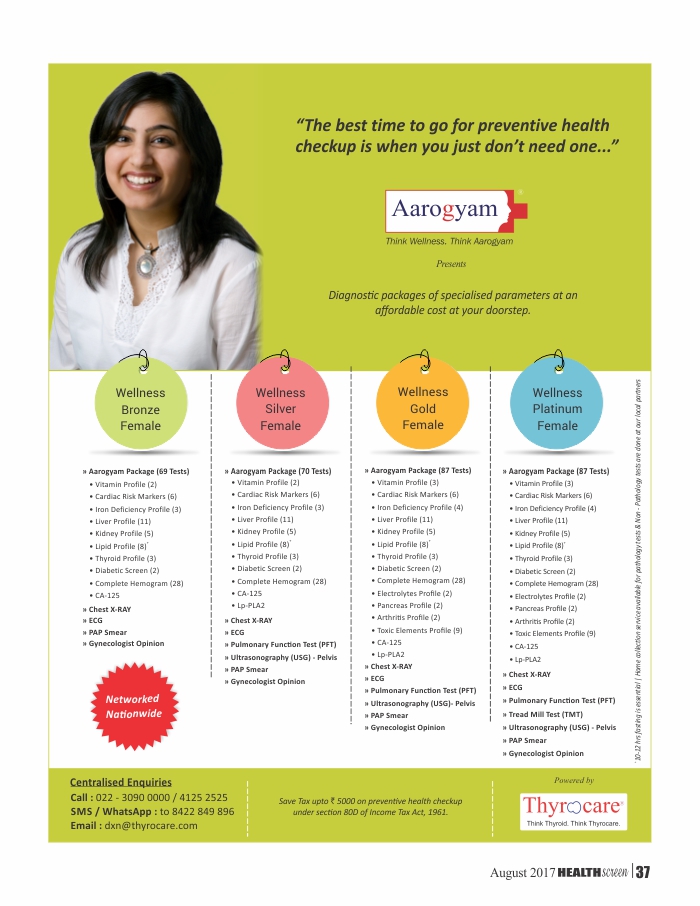 “The best time to go for preventive health
checkup is when you just don’t need one...”
Aarogyam
®
Think Wellness. Think Aarogyam
Presents
Diagnostic packages of specialised parameters at an
affordable cost at your doorstep.
Wellness
Bronze
Female
» Aarogyam Package (69 Tests)
• Vitamin Profile (2)
• Cardiac Risk Markers (6)
• Iron Deficiency Profile (3)
• Liver Profile (11)
• Kidney Profile (5)
• Lipid Profile (8)*
• Thyroid Profile (3)
• Diabetic Screen (2)
• Complete Hemogram (28)
• CA-125
» Chest X-RAY
» ECG
» PAP Smear
» Gynecologist Opinion
Networked
Nationwide
Wellness
Silver
Female
» Aarogyam Package (70 Tests)
• Vitamin Profile (2)
• Cardiac Risk Markers (6)
• Iron Deficiency Profile (3)
• Liver Profile (11)
• Kidney Profile (5)
• Lipid Profile (8)*
• Thyroid Profile (3)
• Diabetic Screen (2)
• Complete Hemogram (28)
• CA-125
• Lp-PLA2
» Chest X-RAY
» ECG
» Pulmonary Function Test (PFT)
» Ultrasonography (USG) - Pelvis
» PAP Smear
» Gynecologist Opinion
Wellness
Gold
Female
» Aarogyam Package (87 Tests)
• Vitamin Profile (3)
• Cardiac Risk Markers (6)
• Iron Deficiency Profile (4)
• Liver Profile (11)
• Kidney Profile (5)
• Lipid Profile (8)*
• Thyroid Profile (3)
• Diabetic Screen (2)
• Complete Hemogram (28)
• Electrolytes Profile (2)
• Pancreas Profile (2)
• Arthritis Profile (2)
• Toxic Elements Profile (9)
• CA-125
• Lp-PLA2
» Chest X-RAY
» ECG
» Pulmonary Function Test (PFT)
» Ultrasonography (USG)- Pelvis
» PAP Smear
» Gynecologist Opinion
Wellness
Platinum
Female
» Aarogyam Package (87 Tests)
• Vitamin Profile (3)
• Cardiac Risk Markers (6)
• Iron Deficiency Profile (4)
• Liver Profile (11)
• Kidney Profile (5)
• Lipid Profile (8)*
• Thyroid Profile (3)
• Diabetic Screen (2)
• Complete Hemogram (28)
• Electrolytes Profile (2)
• Pancreas Profile (2)
• Arthritis Profile (2)
• Toxic Elements Profile (9)
• CA-125
• Lp-PLA2
» Chest X-RAY
» ECG
» Pulmonary Function Test (PFT)
» Tread Mill Test (TMT)
» Ultrasonography (USG) - Pelvis
» PAP Smear
» Gynecologist Opinion
*10-12 hrs fasting is essential | Home collection service available for pathology tests & Non - Pathology tests are done at our local partners
Centralised Enquiries
Call : 022 - 3090 0000 / 4125 2525
SMS / WhatsApp : to 8422 849 896
Email : dxn@thyrocare.com
Save Tax upto ₹ 5000 on preventive health checkup
under section 80D of Income Tax Act, 1961.
Powered by
Thyrocare®
Think Thyroid. Think Thyrocare.
August 2017 HEALTHscreen 37